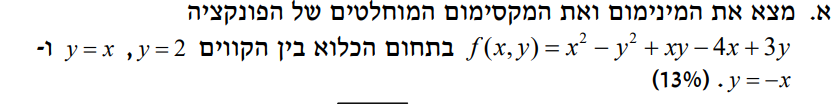 א. מצא את המינימום ואת המקסימום המוחלטים של הפונקציה
f(x,y) = x² − y² + xy − 4x + 3y בתחום הכלוא בין הקווים y = 2, y = x ו-
y = −x. (13%)